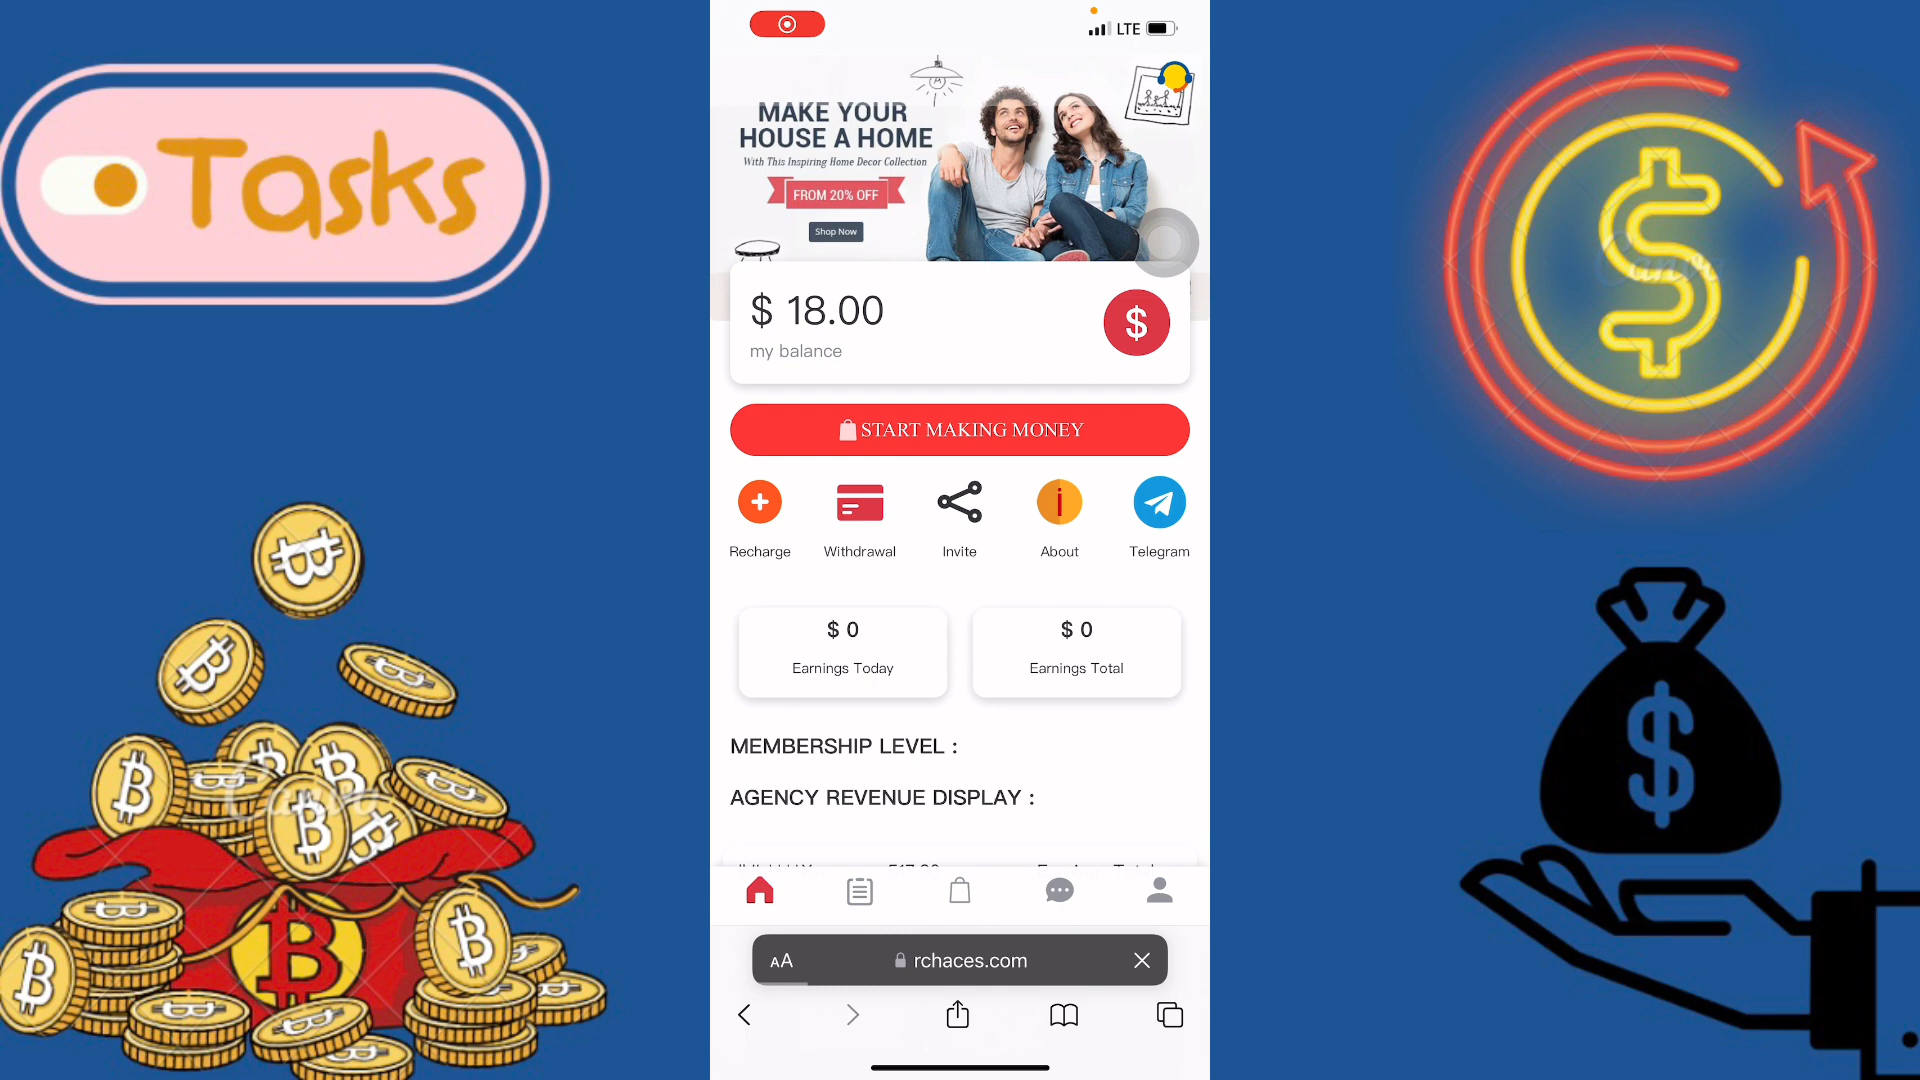 Tasks
LTE
MAKE YOUR
HOUSE A HOME
With This Inspiring Home Decor Collection
FROM 20% OFF
Shop Now
$ 18.00
my balance
$
START MAKING MONEY
Recharge
Withdrawal
Invite
About
Telegram
$ 0
Earnings Today
$ 0
Earnings Total
MEMBERSHIP LEVEL :
AGENCY REVENUE DISPLAY :
AA
rchaces.com
Canva
Canva